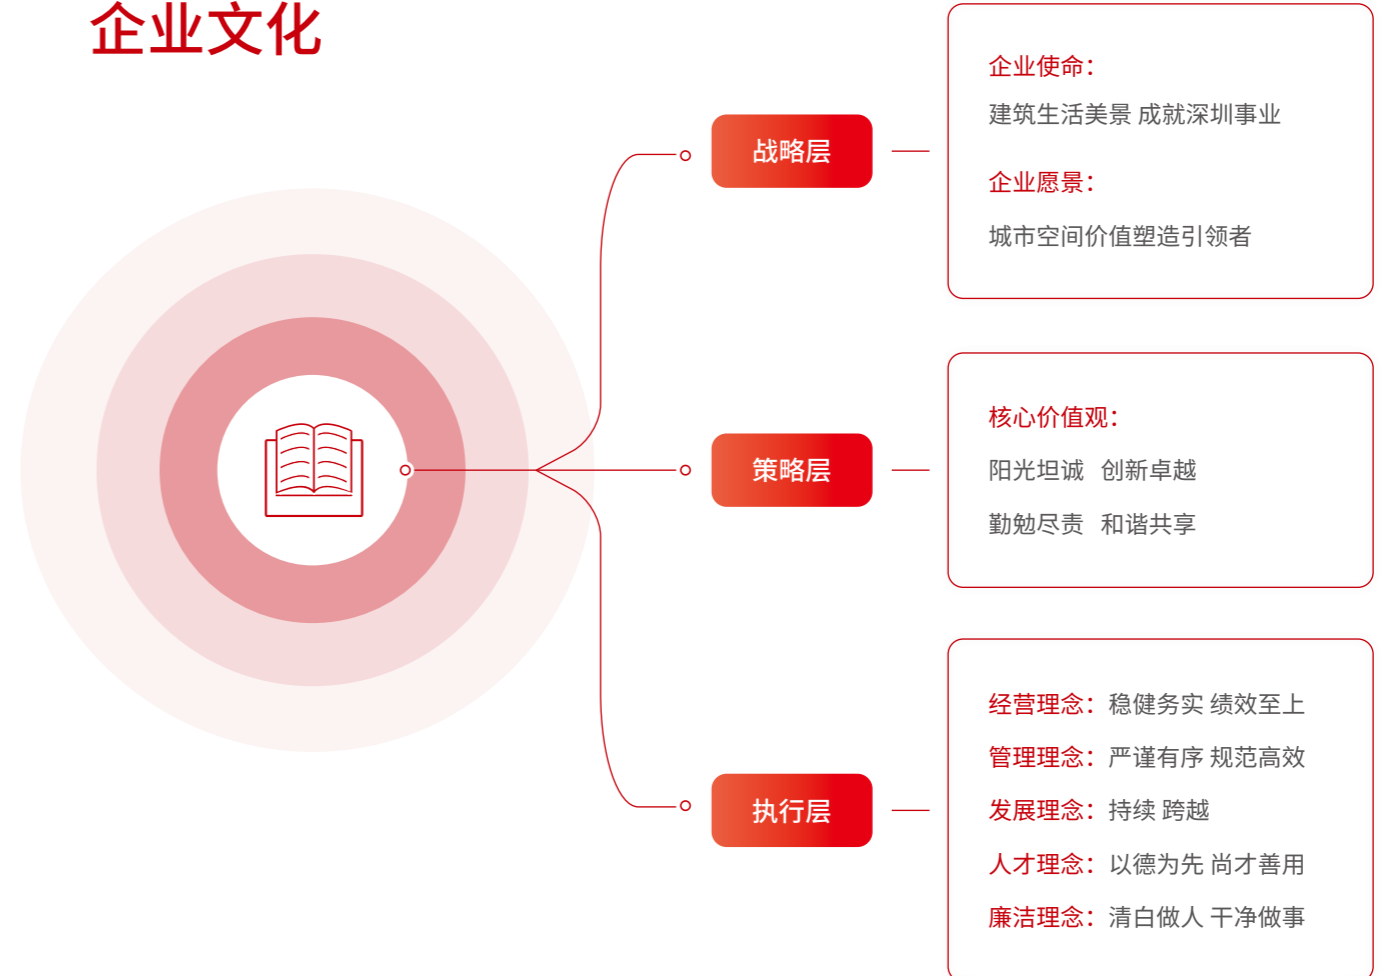 企业文化
战略层
企业使命：
建筑生活美景 成就深圳事业
企业愿景：
城市空间价值塑造引领者
策略层
核心价值观：
阳光坦诚 创新卓越
勤勉尽责 和谐共享
执行层
经营理念：稳健务实 绩效至上
管理理念：严谨有序 规范高效
发展理念：持续 跨越
人才理念：以德为先 尚才善用
廉洁理念：清白做人 干净做事